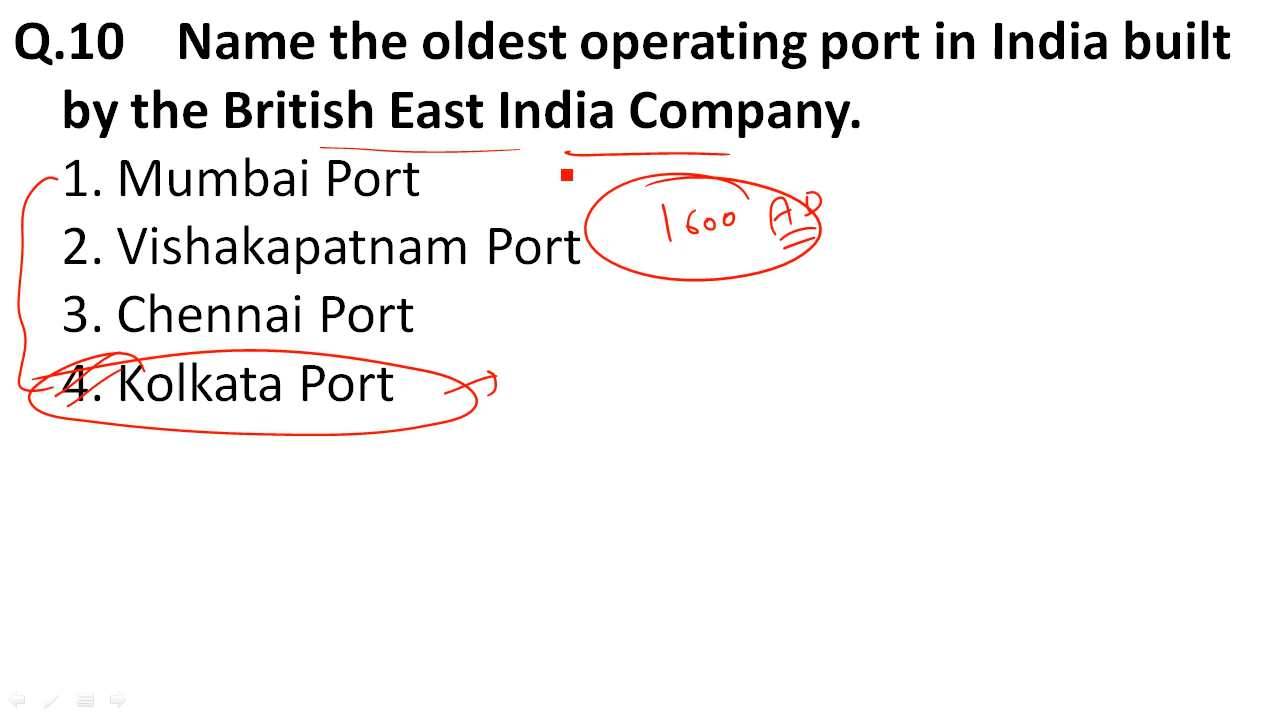 Q.10 Name the oldest operating port in India built
by the British East India Company.
1. Mumbai Port
2. Vishakapatnam Port
1600 AD
3. Chennai Port
4. Kolkata Port